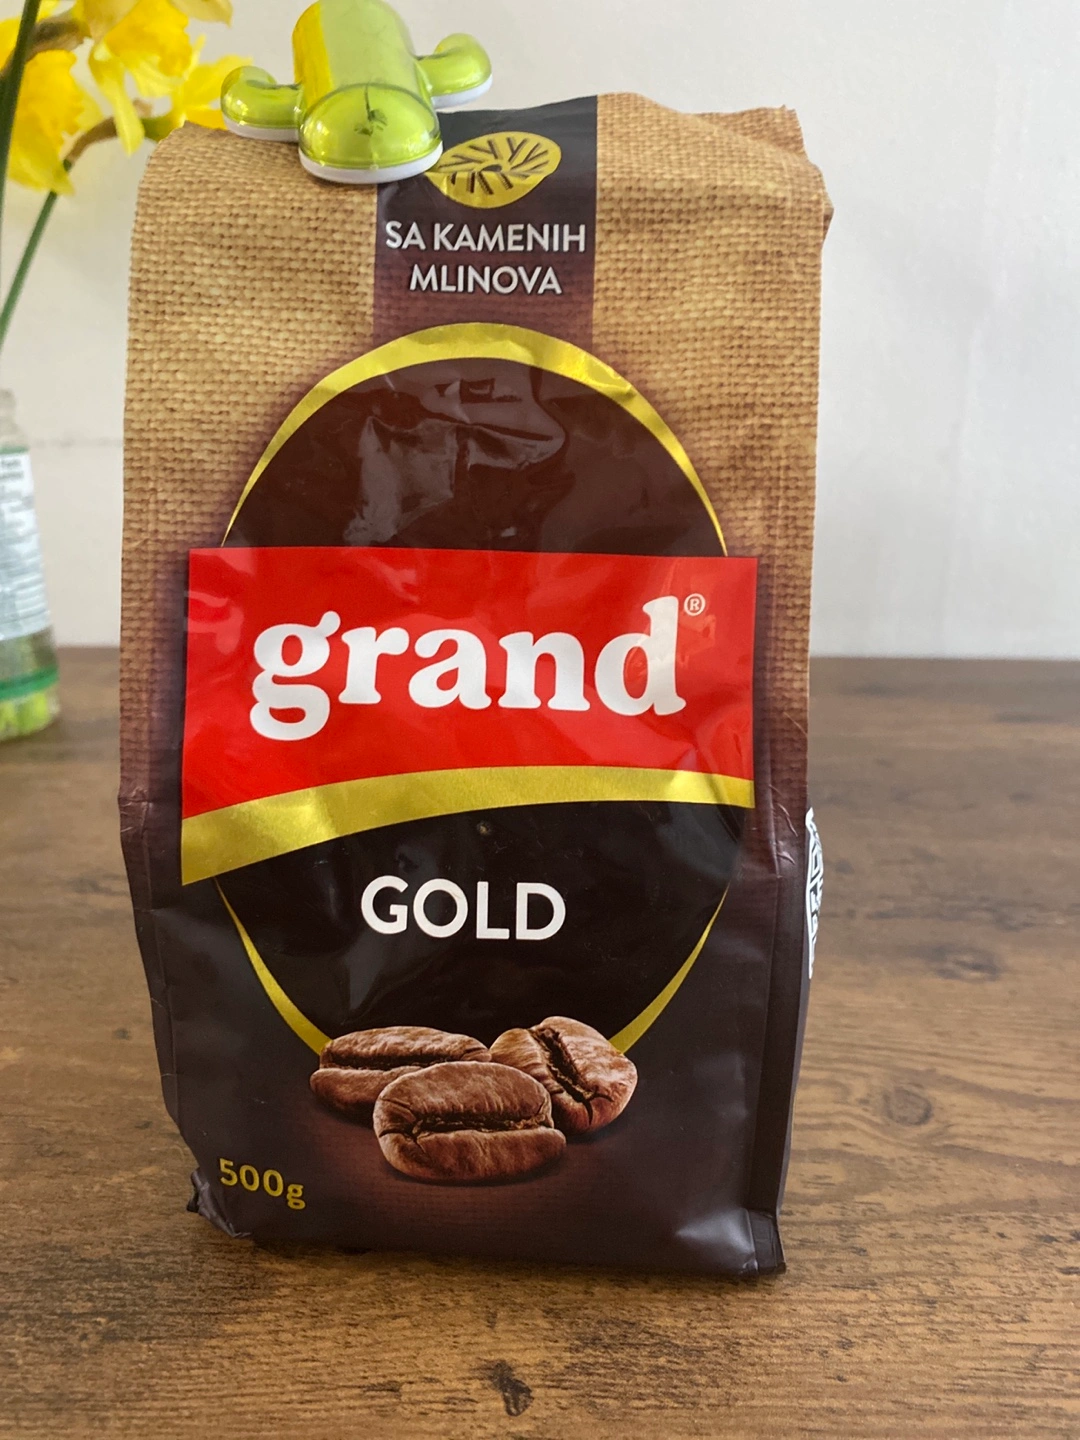 SA KAMENIH
MLINOVA
grand®
GOLD
500g